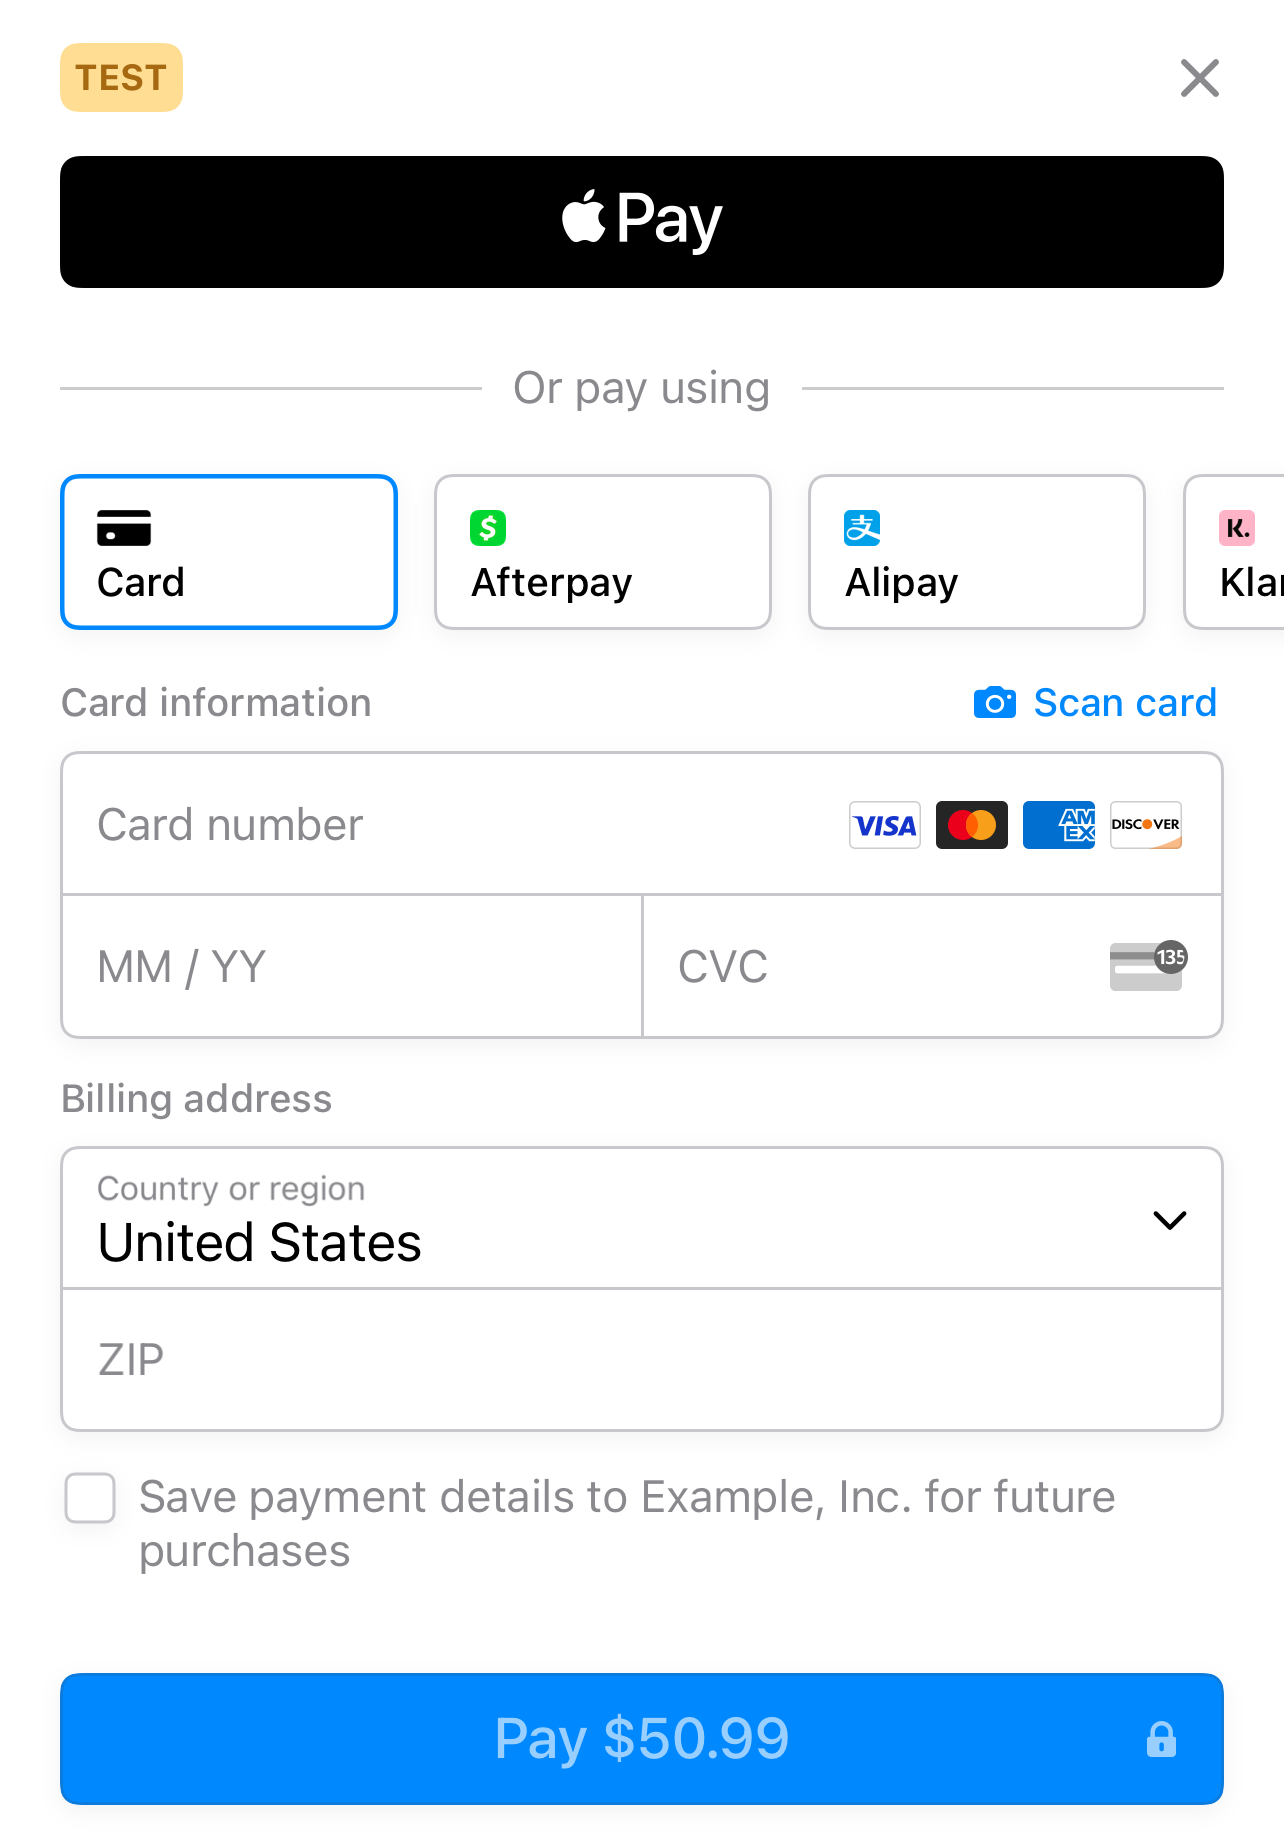 TEST
Pay
Or pay using
Card
$
Afterpay
支
Alipay
K.
Kla
Card information
Scan card
Card number
VISA
AM
EX
DISCOVER
MM / YY
CVC
135
Billing address
Country or region
United States
ZIP
Save payment details to Example, Inc. for future
purchases
Pay $50.99